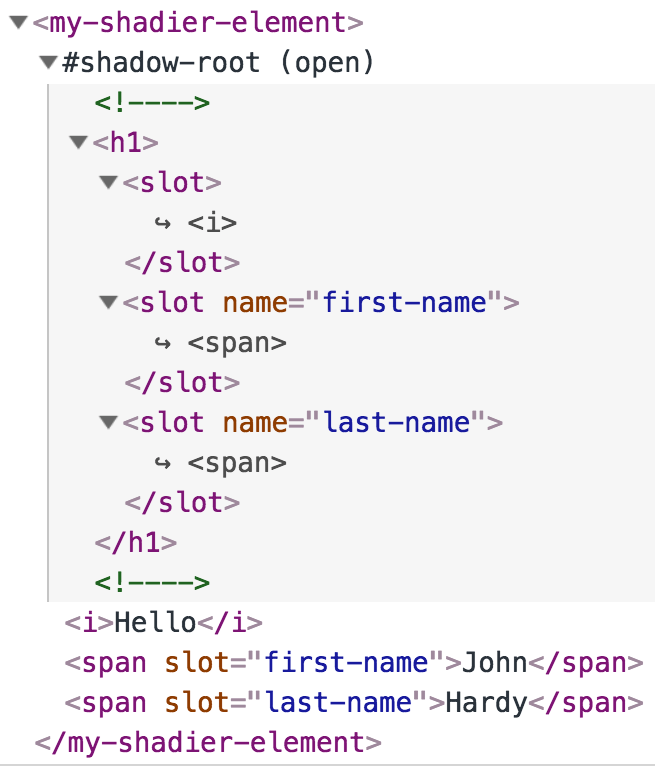 <my-shadier-element>
#shadow-root (open)
<!---->
<h1>
<slot>
↪ <i>
</slot>
<slot name="first-name">
↪ <span>
</slot>
<slot name="last-name">
↪ <span>
</slot>
</h1>
<!---->
<i>Hello</i>
<span slot="first-name">John</span>
<span slot="last-name">Hardy</span>
</my-shadier-element>